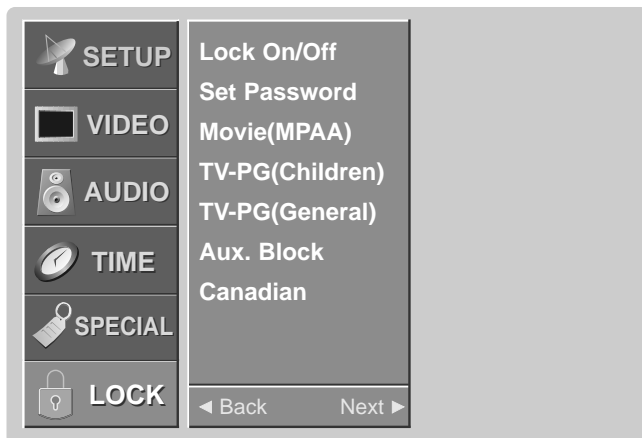 SETUP
VIDEO
AUDIO
TIME
SPECIAL
LOCK
Lock On/Off
Set Password
Movie(MPAA)
TV-PG(Children)
TV-PG(General)
Aux. Block
Canadian
◄ Back Next ►